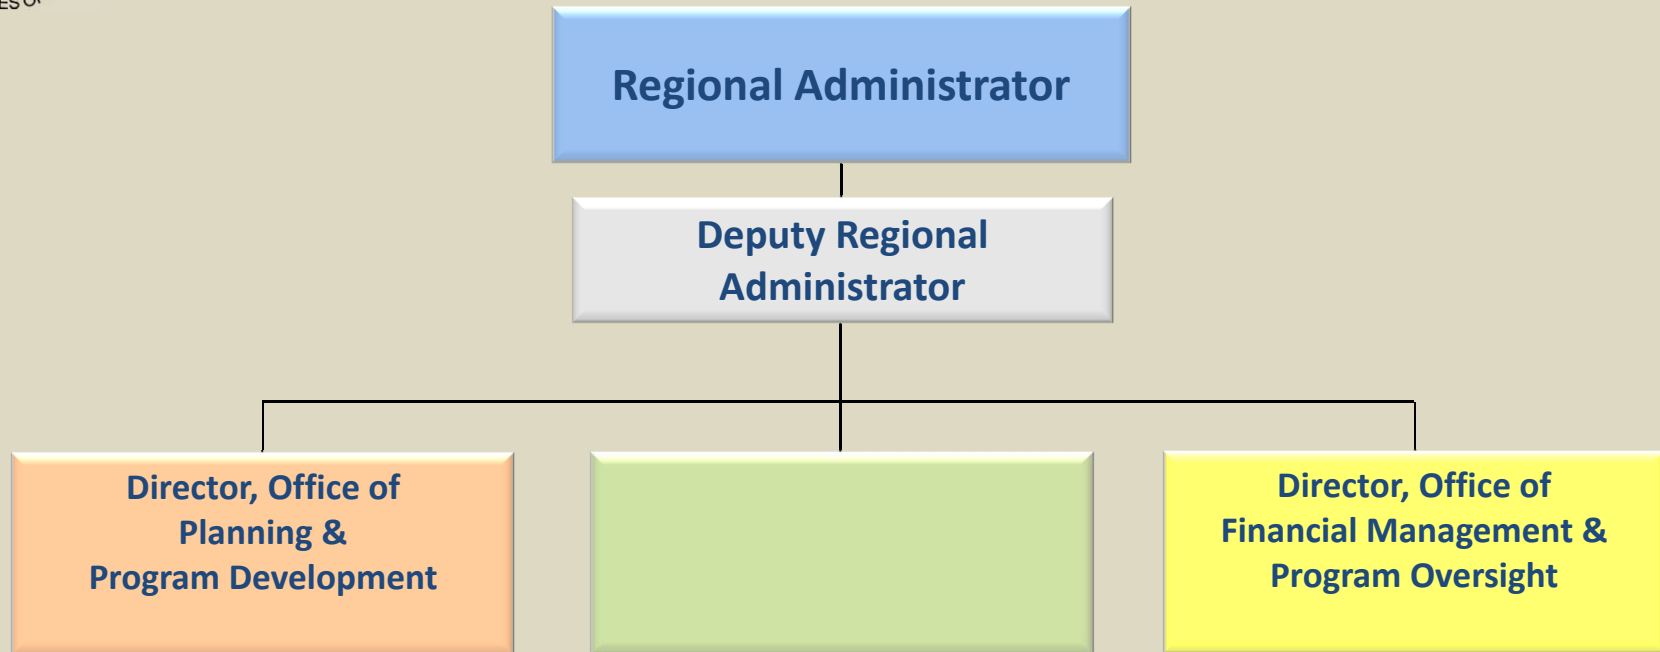 Regional Administrator
Deputy Regional
Administrator
Director, Office of
Planning &
Program Development
Director, Office of
Financial Management &
Program Oversight